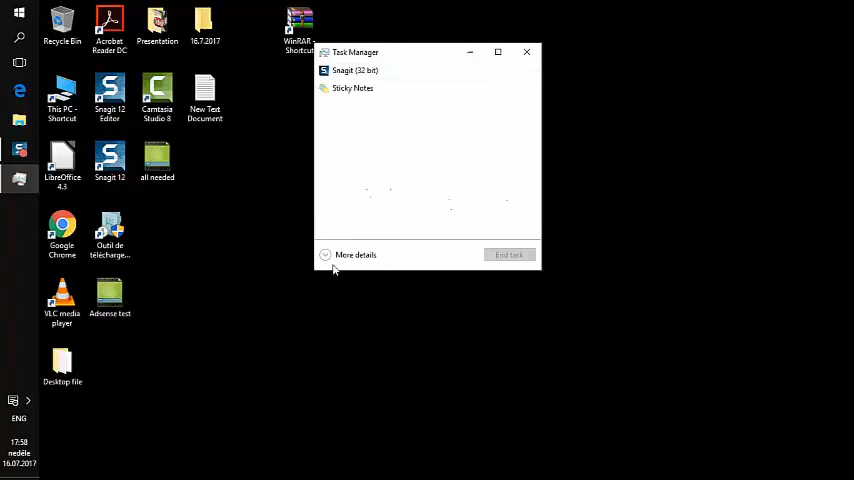 Recycle Bin
Acrobat
Reader DC
Presentation
16.7.2017
WinRAR -
Shortcut
This PC -
Shortcut
Snagit 12
Editor
Camtasia
Studio 8
New Text
Document
LibreOffice
4.3
Snagit 12
all needed
Google
Chrome
Outil de
télécharge...
VLC media
player
Adsense test
Desktop file
Task Manager
Snagit (32 bit)
Sticky Notes
More details
End task
ENG
17:58
neděle
16.07.2017